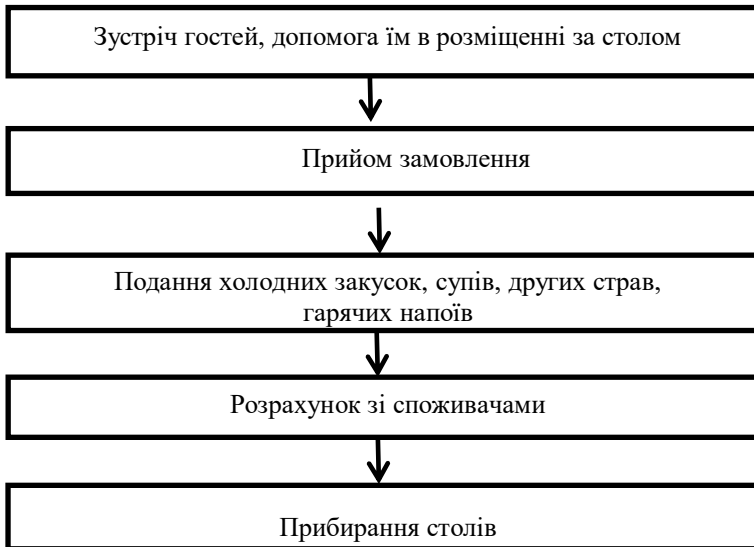 Зустріч гостей, допомога їм в розміщенні за столом
Прийом замовлення
Подання холодних закусок, супів, других страв,
гарячих напоїв
Розрахунок зі споживачами
Прибирання столів